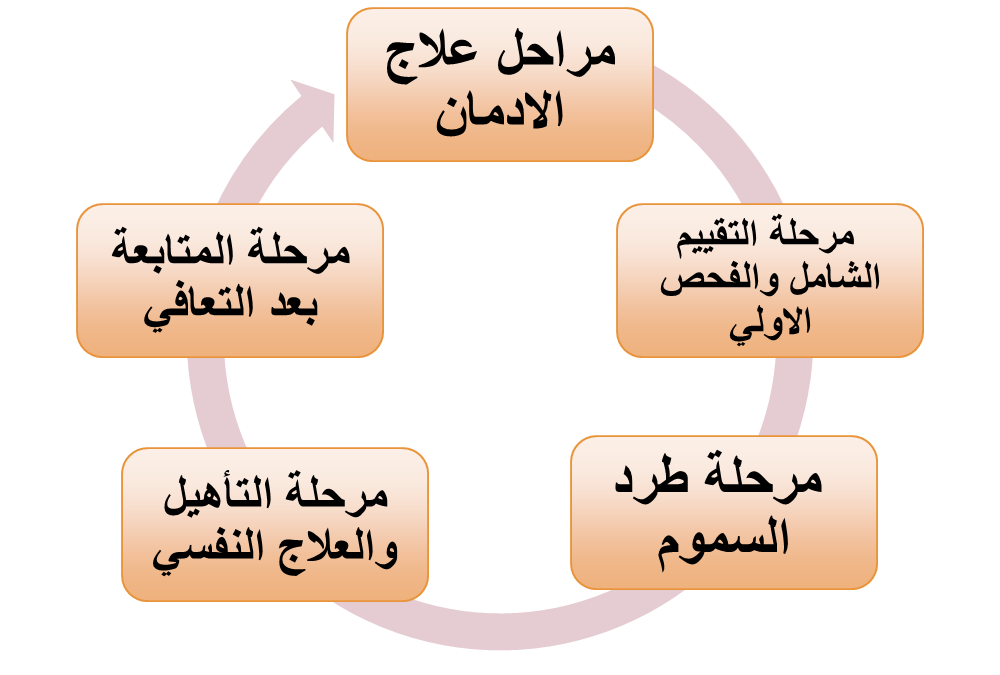 مراحل علاج
الادمان
مرحلة التقييم
الشامل والفحص
الاولي
مرحلة طرد
السموم
مرحلة التأهيل
والعلاج النفسي
مرحلة المتابعة
بعد التعافي